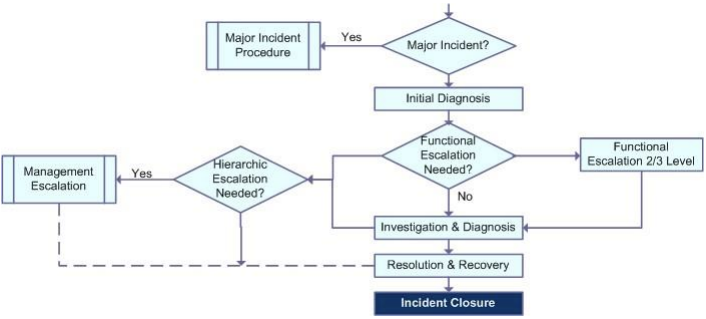 Major Incident
Procedure
Yes
Major Incident?
Initial Diagnosis
Functional
Escalation
Needed?
Functional
Escalation 2/3 Level
Hierarchic
Escalation
Needed?
Yes
Management
Escalation
No
Investigation & Diagnosis
Resolution & Recovery
Incident Closure